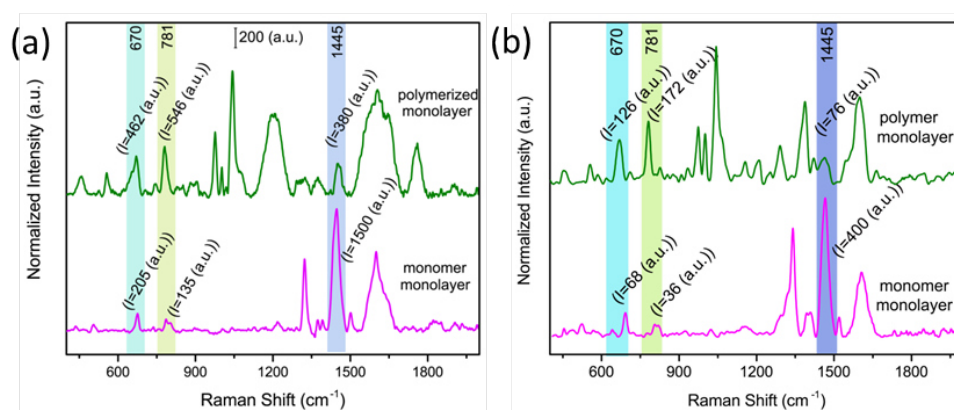 (a)
670
781
200 (a.u.)
1445
(I=462 (a.u.))
(I=546 (a.u.))
(I=380 (a.u.))
polymerized
monolayer
(I=205 (a.u.))
(I=135 (a.u.))
(I=1500 (a.u.))
monomer
monolayer
Normalized Intensity (a.u.)
600 900 1200 1500 1800
Raman Shift (cm⁻¹)
(b)
670
781
1445
(I=126 (a.u.))
(I=172 (a.u.))
(I=76 (a.u.))
polymer
monolayer
(I=68 (a.u.))
(I=36 (a.u.))
(I=400 (a.u.))
monomer
monolayer
Normalized Intensity (a.u.)
600 900 1200 1500 1800
Raman Shift (cm⁻¹)